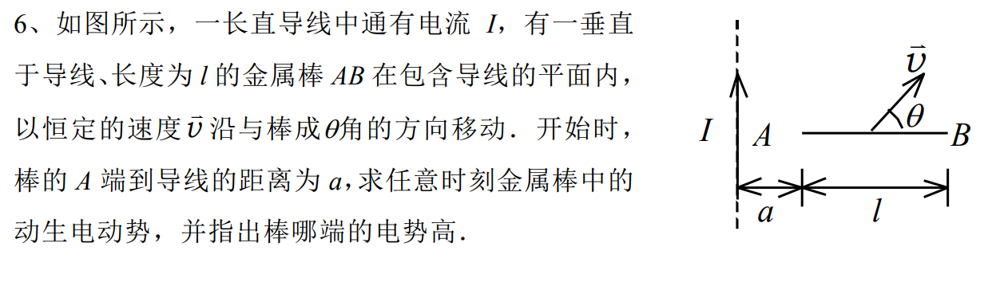 6、如图所示，一长直导线中通有电流 I，有一垂直
于导线、长度为 l 的金属棒 AB 在包含导线的平面内，
以恒定的速度 v⃗ 沿与棒成θ角的方向移动．开始时，
棒的 A 端到导线的距离为 a，求任意时刻金属棒中的
动生电动势，并指出棒哪端的电势高．
v⃗
θ
I A B
a l